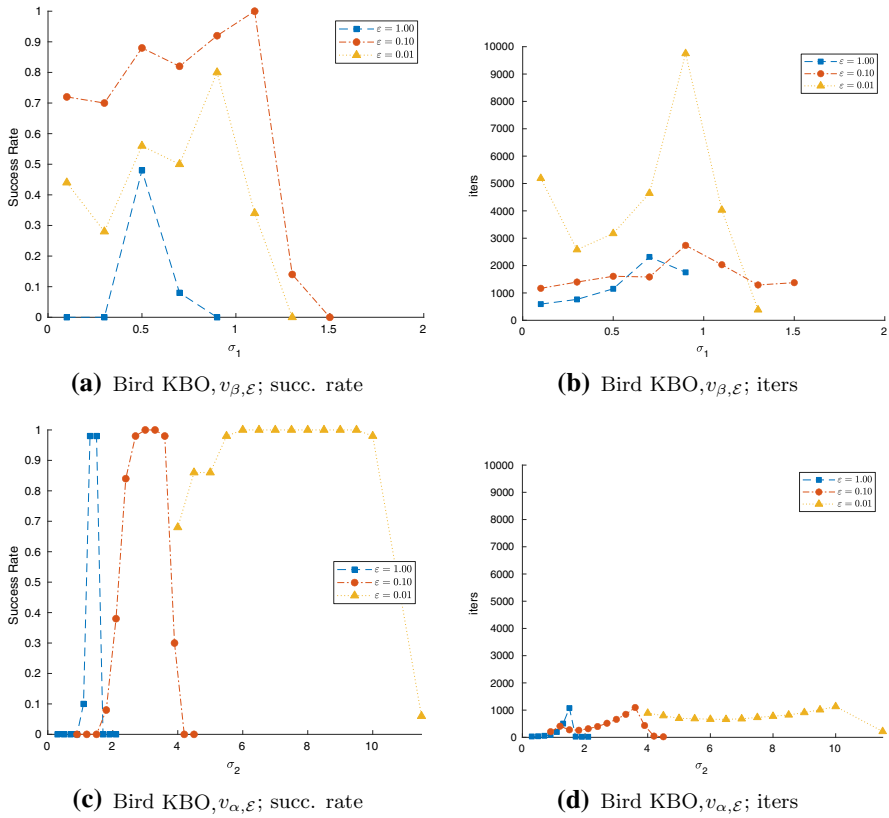 1
0.9
0.8
0.7
0.6
0.5
0.4
0.3
0.2
0.1
0
Success Rate
0 0.5 1 1.5 2
σ1
ε = 1.00
ε = 0.10
ε = 0.01
(a) Bird KBO, vβ,ℰ; succ. rate
10000
9000
8000
7000
6000
5000
4000
3000
2000
1000
0
iters
0 0.5 1 1.5 2
σ1
ε = 1.00
ε = 0.10
ε = 0.01
(b) Bird KBO, vβ,ℰ; iters
1
0.9
0.8
0.7
0.6
0.5
0.4
0.3
0.2
0.1
0
Success Rate
0 2 4 6 8 10
σ2
ε = 1.00
ε = 0.10
ε = 0.01
(c) Bird KBO, vα,ℰ; succ. rate
10000
9000
8000
7000
6000
5000
4000
3000
2000
1000
0
iters
0 2 4 6 8 10
σ2
ε = 1.00
ε = 0.10
ε = 0.01
(d) Bird KBO, vα,ℰ; iters